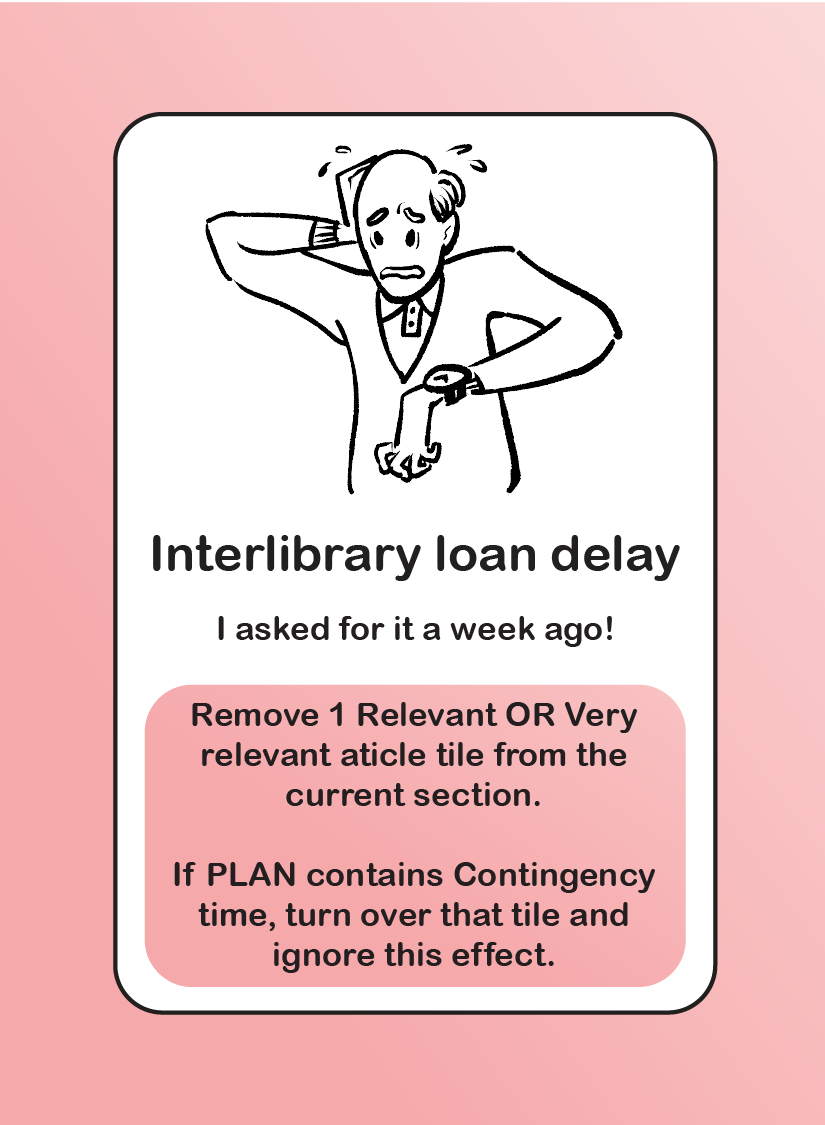 Interlibrary loan delay
I asked for it a week ago!
Remove 1 Relevant OR Very
relevant aticle tile from the
current section.
If PLAN contains Contingency
time, turn over that tile and
ignore this effect.